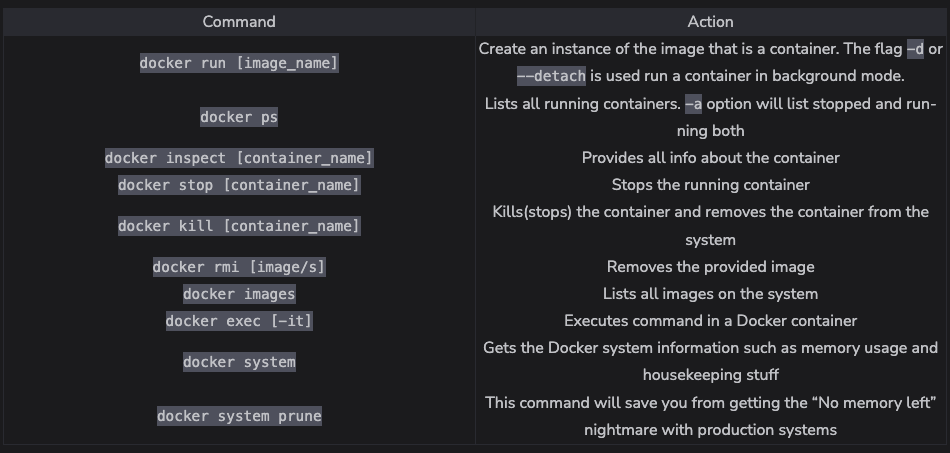 Command Action
docker run [image_name] Create an instance of the image that is a container. The flag -d or
--detach is used run a container in background mode.
docker ps Lists all running containers. -a option will list stopped and run-
ning both
docker inspect [container_name] Provides all info about the container
docker stop [container_name] Stops the running container
docker kill [container_name] Kills(stops) the container and removes the container from the
system
docker rmi [image/s] Removes the provided image
docker images Lists all images on the system
docker exec [-it] Executes command in a Docker container
docker system Gets the Docker system information such as memory usage and
housekeeping stuff
docker system prune This command will save you from getting the “No memory left”
nightmare with production systems